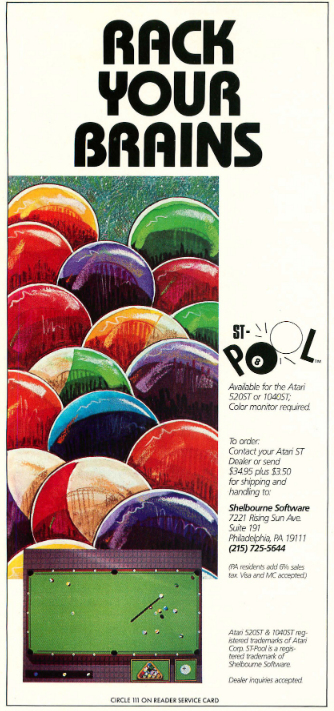 RACK
YOUR
BRAINS
ST-
POOL™
8
Available for the Atari
520ST or 1040ST;
Color monitor required.
To order:
Contact your Atari ST
Dealer or send
$34.95 plus $3.50
for shipping and
handling to:
Shelbourne Software
7221 Rising Sun Ave.
Suite 191
Philadelphia, PA 19111
(215) 725-5644
(PA residents add 6% sales
tax. Visa and MC accepted)
Atari 520ST & 1040ST reg-
istered trademarks of Atari
Corp. ST-Pool is a regis-
tered trademark of
Shelbourne Software.
Dealer inquiries accepted.
CIRCLE 111 ON READER SERVICE CARD